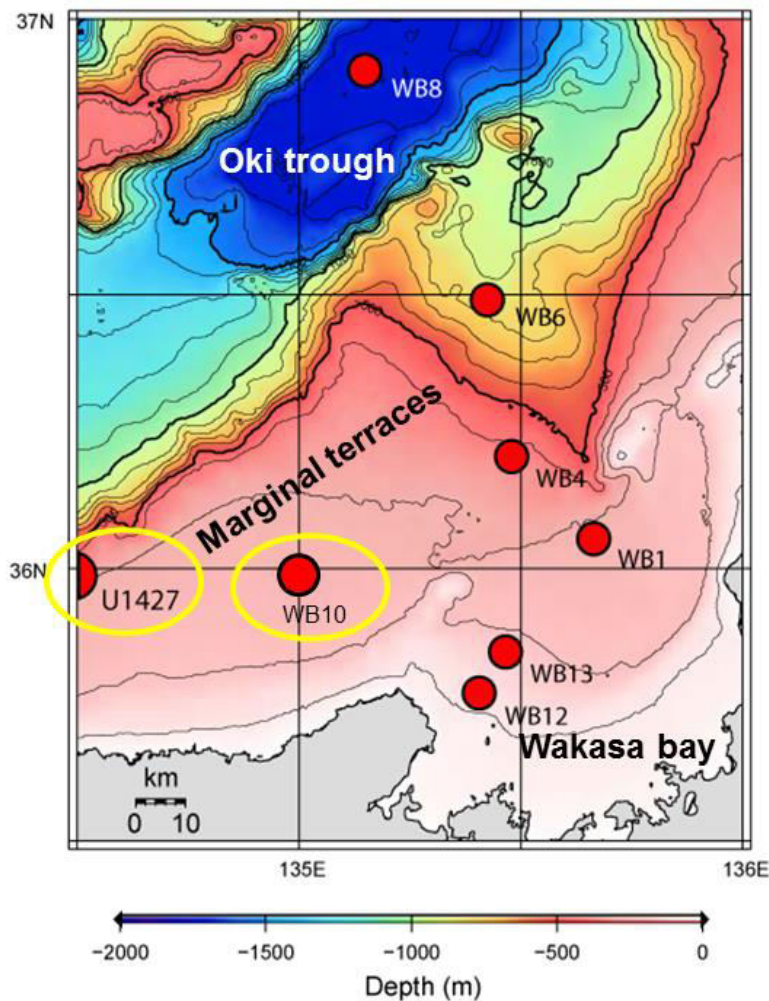 37N
WB8
Oki trough
WB6
Marginal terraces
WB4
WB1
36N
U1427
WB10
WB13
WB12
Wakasa bay
km
0 10
135E
136E
−2000 −1500 −1000 −500 0
Depth (m)